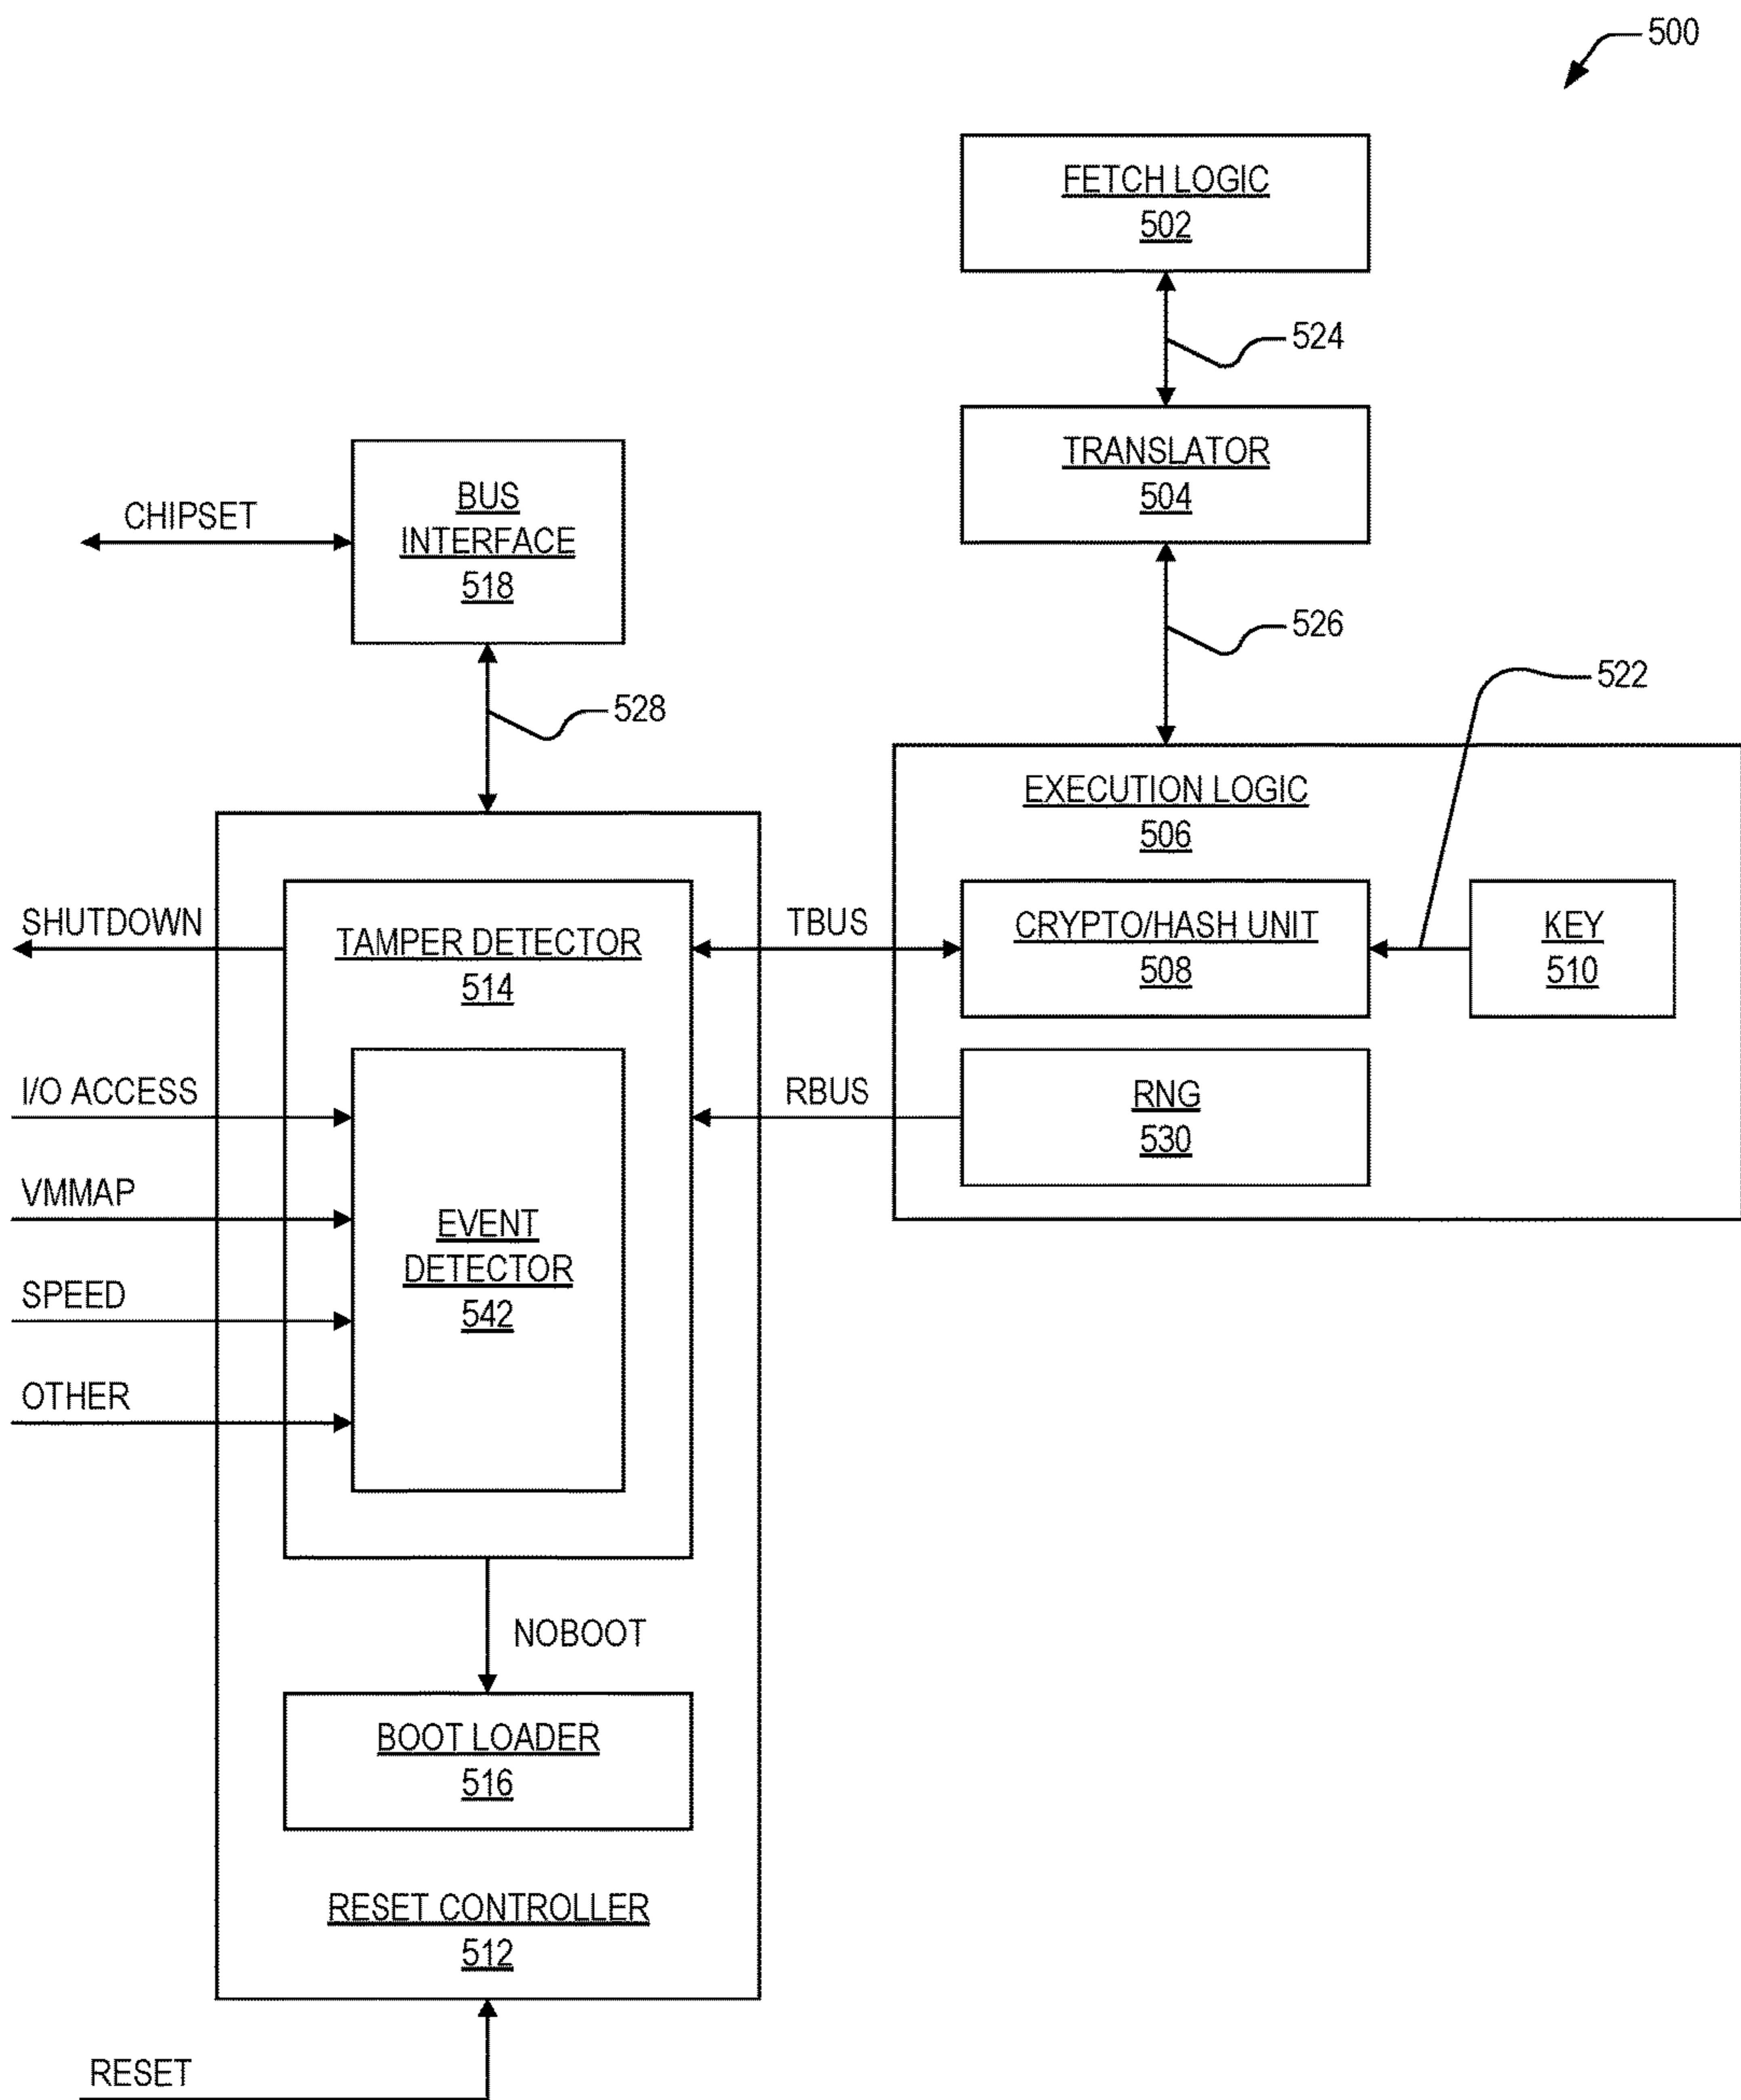 500
FETCH LOGIC
502
524
TRANSLATOR
504
CHIPSET
BUS
INTERFACE
518
526
522
528
EXECUTION LOGIC
506
SHUTDOWN
TAMPER DETECTOR
514
TBUS
CRYPTO/HASH UNIT
508
KEY
510
I/O ACCESS
RBUS
RNG
530
VMMAP
EVENT
DETECTOR
542
SPEED
OTHER
NOBOOT
BOOT LOADER
516
RESET CONTROLLER
512
RESET